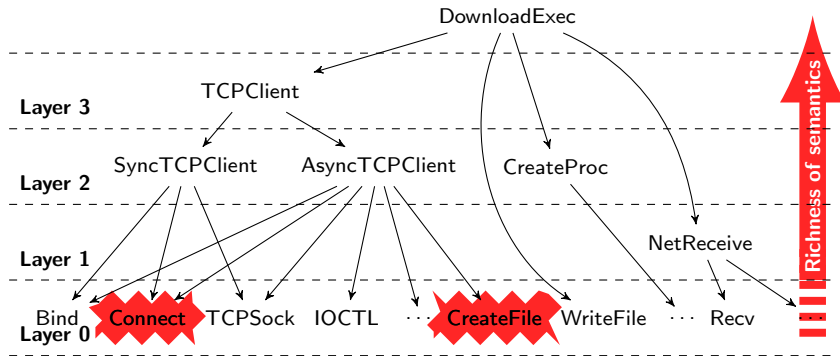 DownloadExec
TCPClient
Layer 3
SyncTCPClient AsyncTCPClient CreateProc
Layer 2
NetReceive
Layer 1
Bind Connect TCPSock IOCTL ... CreateFile WriteFile ... Recv ...
Layer 0
Richness of semantics